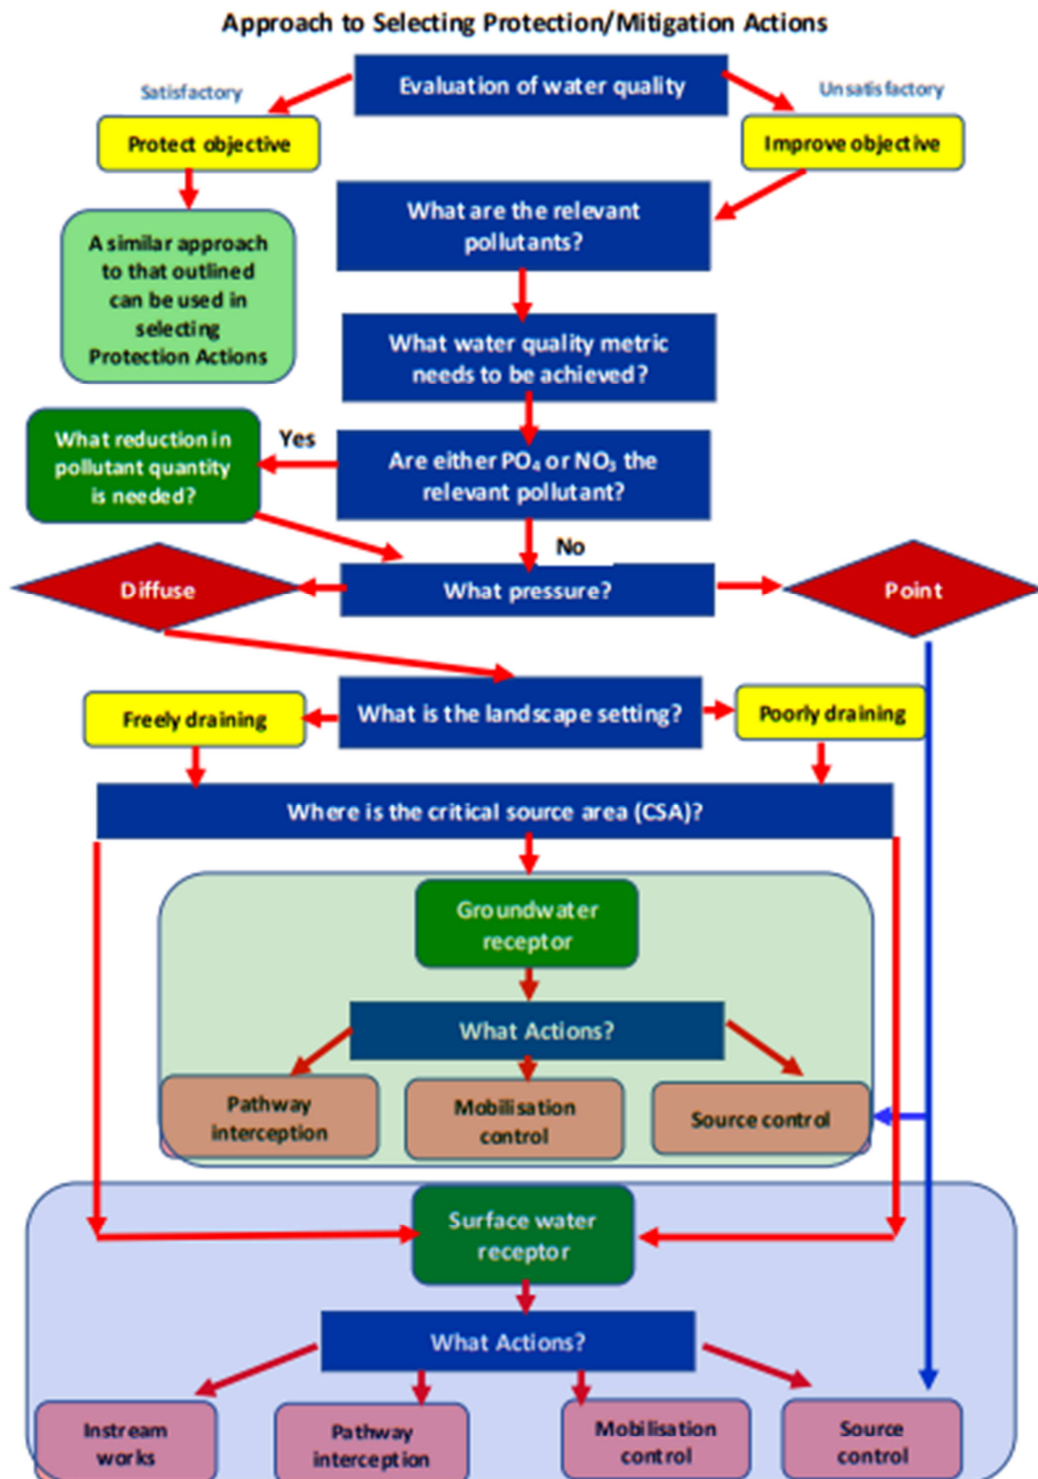 Approach to Selecting Protection/Mitigation Actions
Evaluation of water quality
Satisfactory
Unsatisfactory
Protect objective
Improve objective
What are the relevant
pollutants?
A similar approach
to that outlined
can be used in
selecting
Protection Actions
What water quality metric
needs to be achieved?
What reduction in
pollutant quantity
is needed?
Yes
Are either PO₄ or NO₃ the
relevant pollutant?
No
Diffuse
What pressure?
Point
Freely draining
What is the landscape setting?
Poorly draining
Where is the critical source area (CSA)?
Groundwater
receptor
What Actions?
Pathway
interception
Mobilisation
control
Source control
Surface water
receptor
What Actions?
Instream
works
Pathway
interception
Mobilisation
control
Source
control